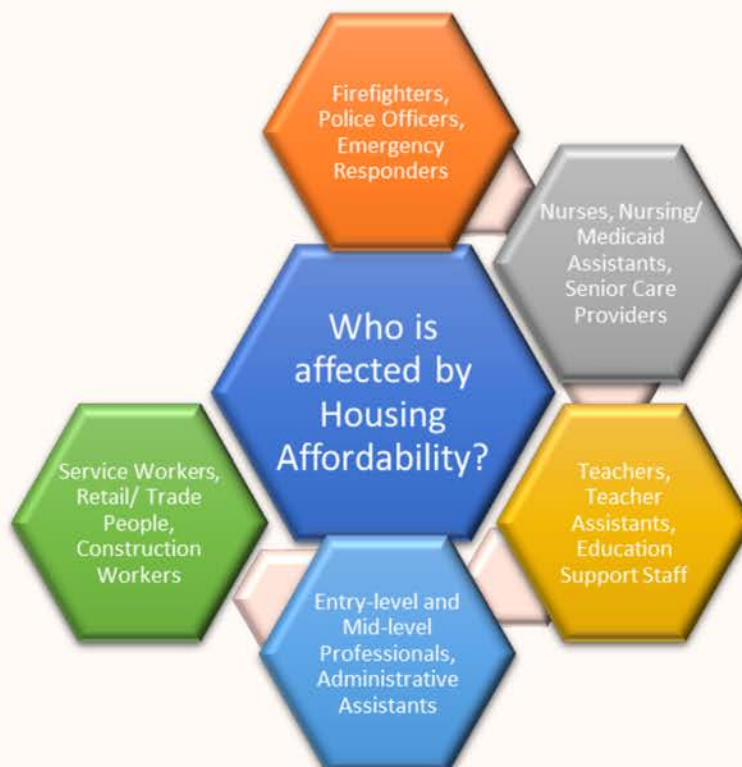 Firefighters,
Police Officers,
Emergency
Responders
Nurses, Nursing/
Medicaid
Assistants,
Senior Care
Providers
Who is
affected by
Housing
Affordability?
Service Workers,
Retail/ Trade
People,
Construction
Workers
Teachers,
Teacher
Assistants,
Education
Support Staff
Entry-level and
Mid-level
Professionals,
Administrative
Assistants